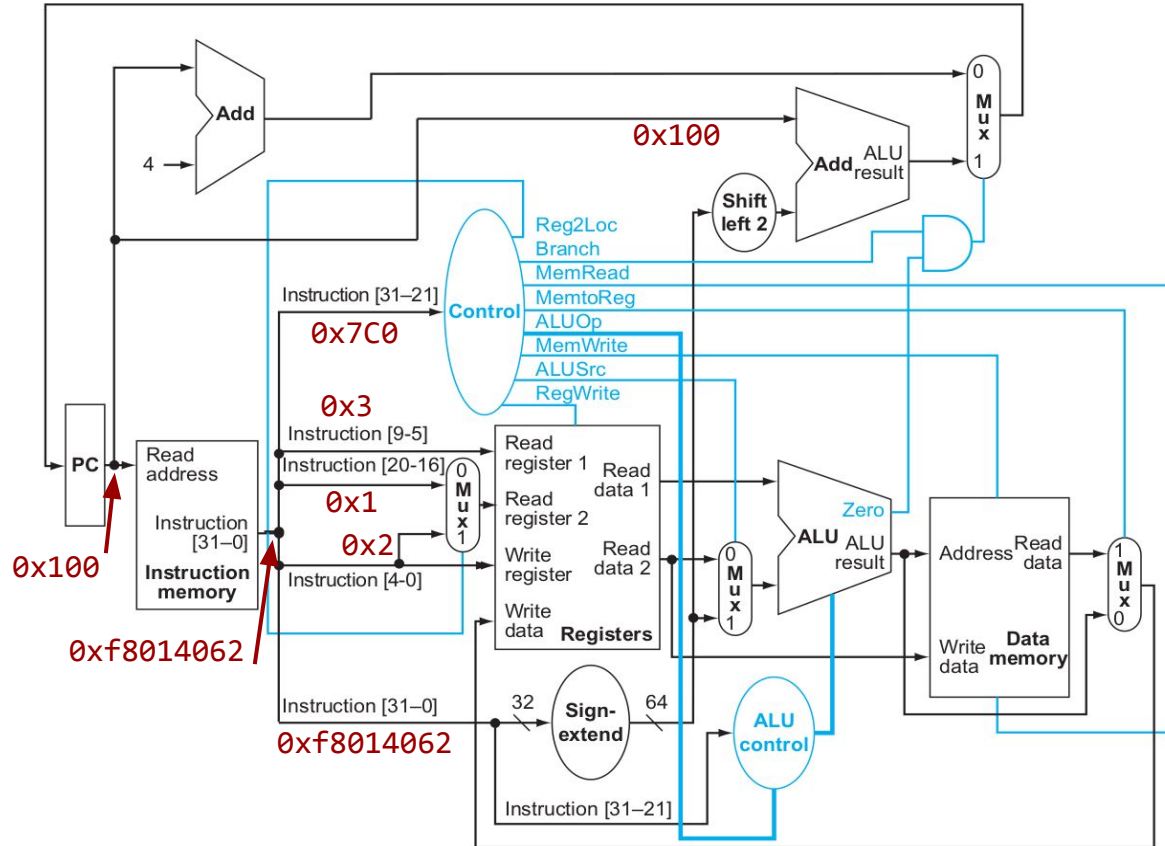 Add
4
0x100
Add
ALU
result
0
Mux
1
Shift
left 2
Reg2Loc
Branch
MemRead
MemtoReg
ALUOp
MemWrite
ALUSrc
RegWrite
Control
Instruction [31–21]
0x7C0
PC
0x100
Read
address
Instruction
[31–0]
Instruction
memory
0xf8014062
0x3
Instruction [9-5]
Instruction [20-16]
0x1
0x2
Instruction [4-0]
0
Mux
1
Read
register 1
Read
register 2
Write
register
Write
data
Read
data 1
Read
data 2
Registers
0
Mux
1
Zero
ALU
ALU
result
Address
Read
data
Write
data
Data
memory
1
Mux
0
Instruction [31–0]
0xf8014062
32
Sign-
extend
64
ALU
control
Instruction [31–21]